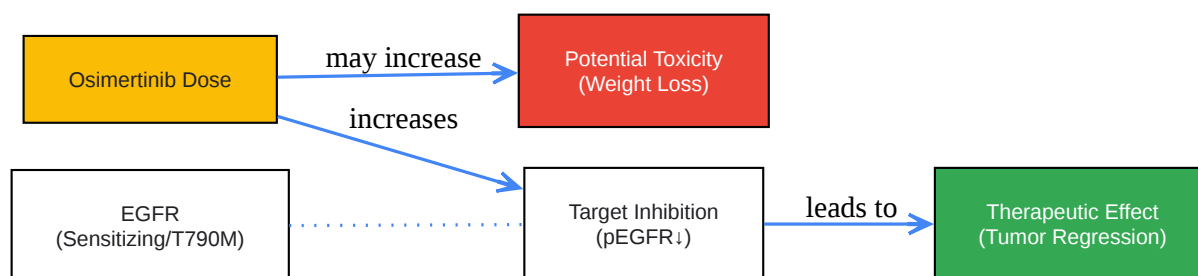 Osimertinib Dose
may increase
Potential Toxicity
(Weight Loss)
increases
EGFR
(Sensitizing/T790M)
Target Inhibition
(pEGFR↓)
leads to
Therapeutic Effect
(Tumor Regression)